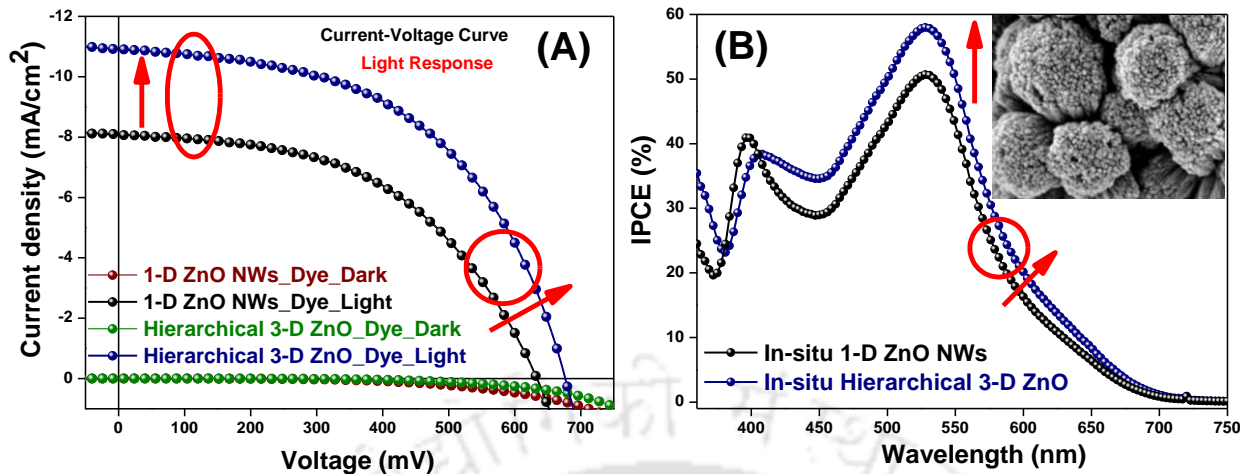 Current density (mA/cm²)
-12
-10
-8
-6
-4
-2
0
Current-Voltage Curve
Light Response
(A)
1-D ZnO NWs_Dye_Dark
1-D ZnO NWs_Dye_Light
Hierarchical 3-D ZnO_Dye_Dark
Hierarchical 3-D ZnO_Dye_Light
0 100 200 300 400 500 600 700
Voltage (mV)
IPCE (%)
60
50
40
30
20
10
0
(B)
In-situ 1-D ZnO NWs
In-situ Hierarchical 3-D ZnO
400 450 500 550 600 650 700 750
Wavelength (nm)